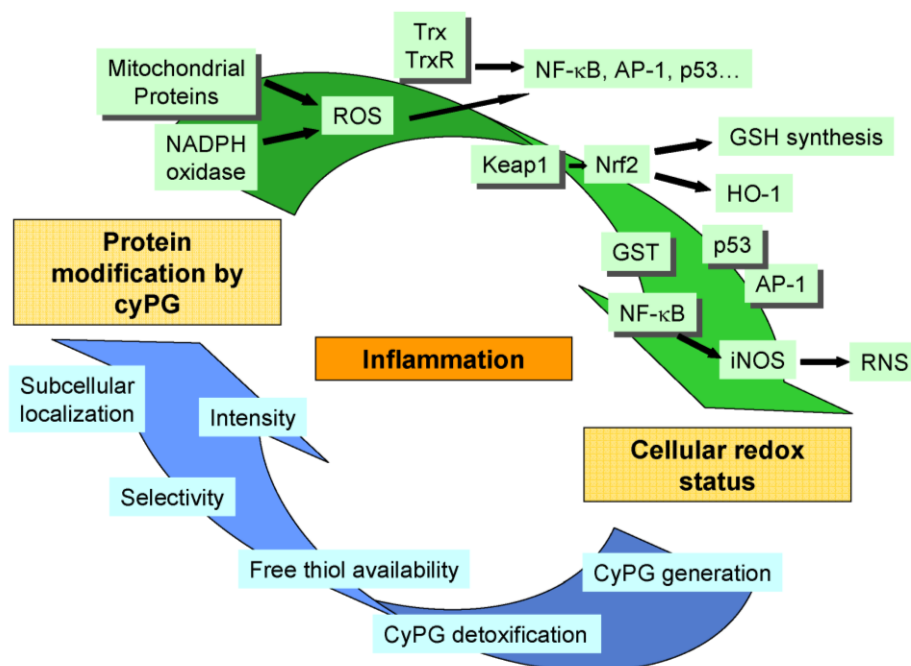 Trx
TrxR
Mitochondrial
Proteins
NF-κB, AP-1, p53...
ROS
NADPH
oxidase
GSH synthesis
Keap1
Nrf2
HO-1
Protein
modification by
cyPG
GST
p53
AP-1
NF-κB
Inflammation
iNOS
RNS
Subcellular
localization
Intensity
Cellular redox
status
Selectivity
Free thiol availability
CyPG generation
CyPG detoxification